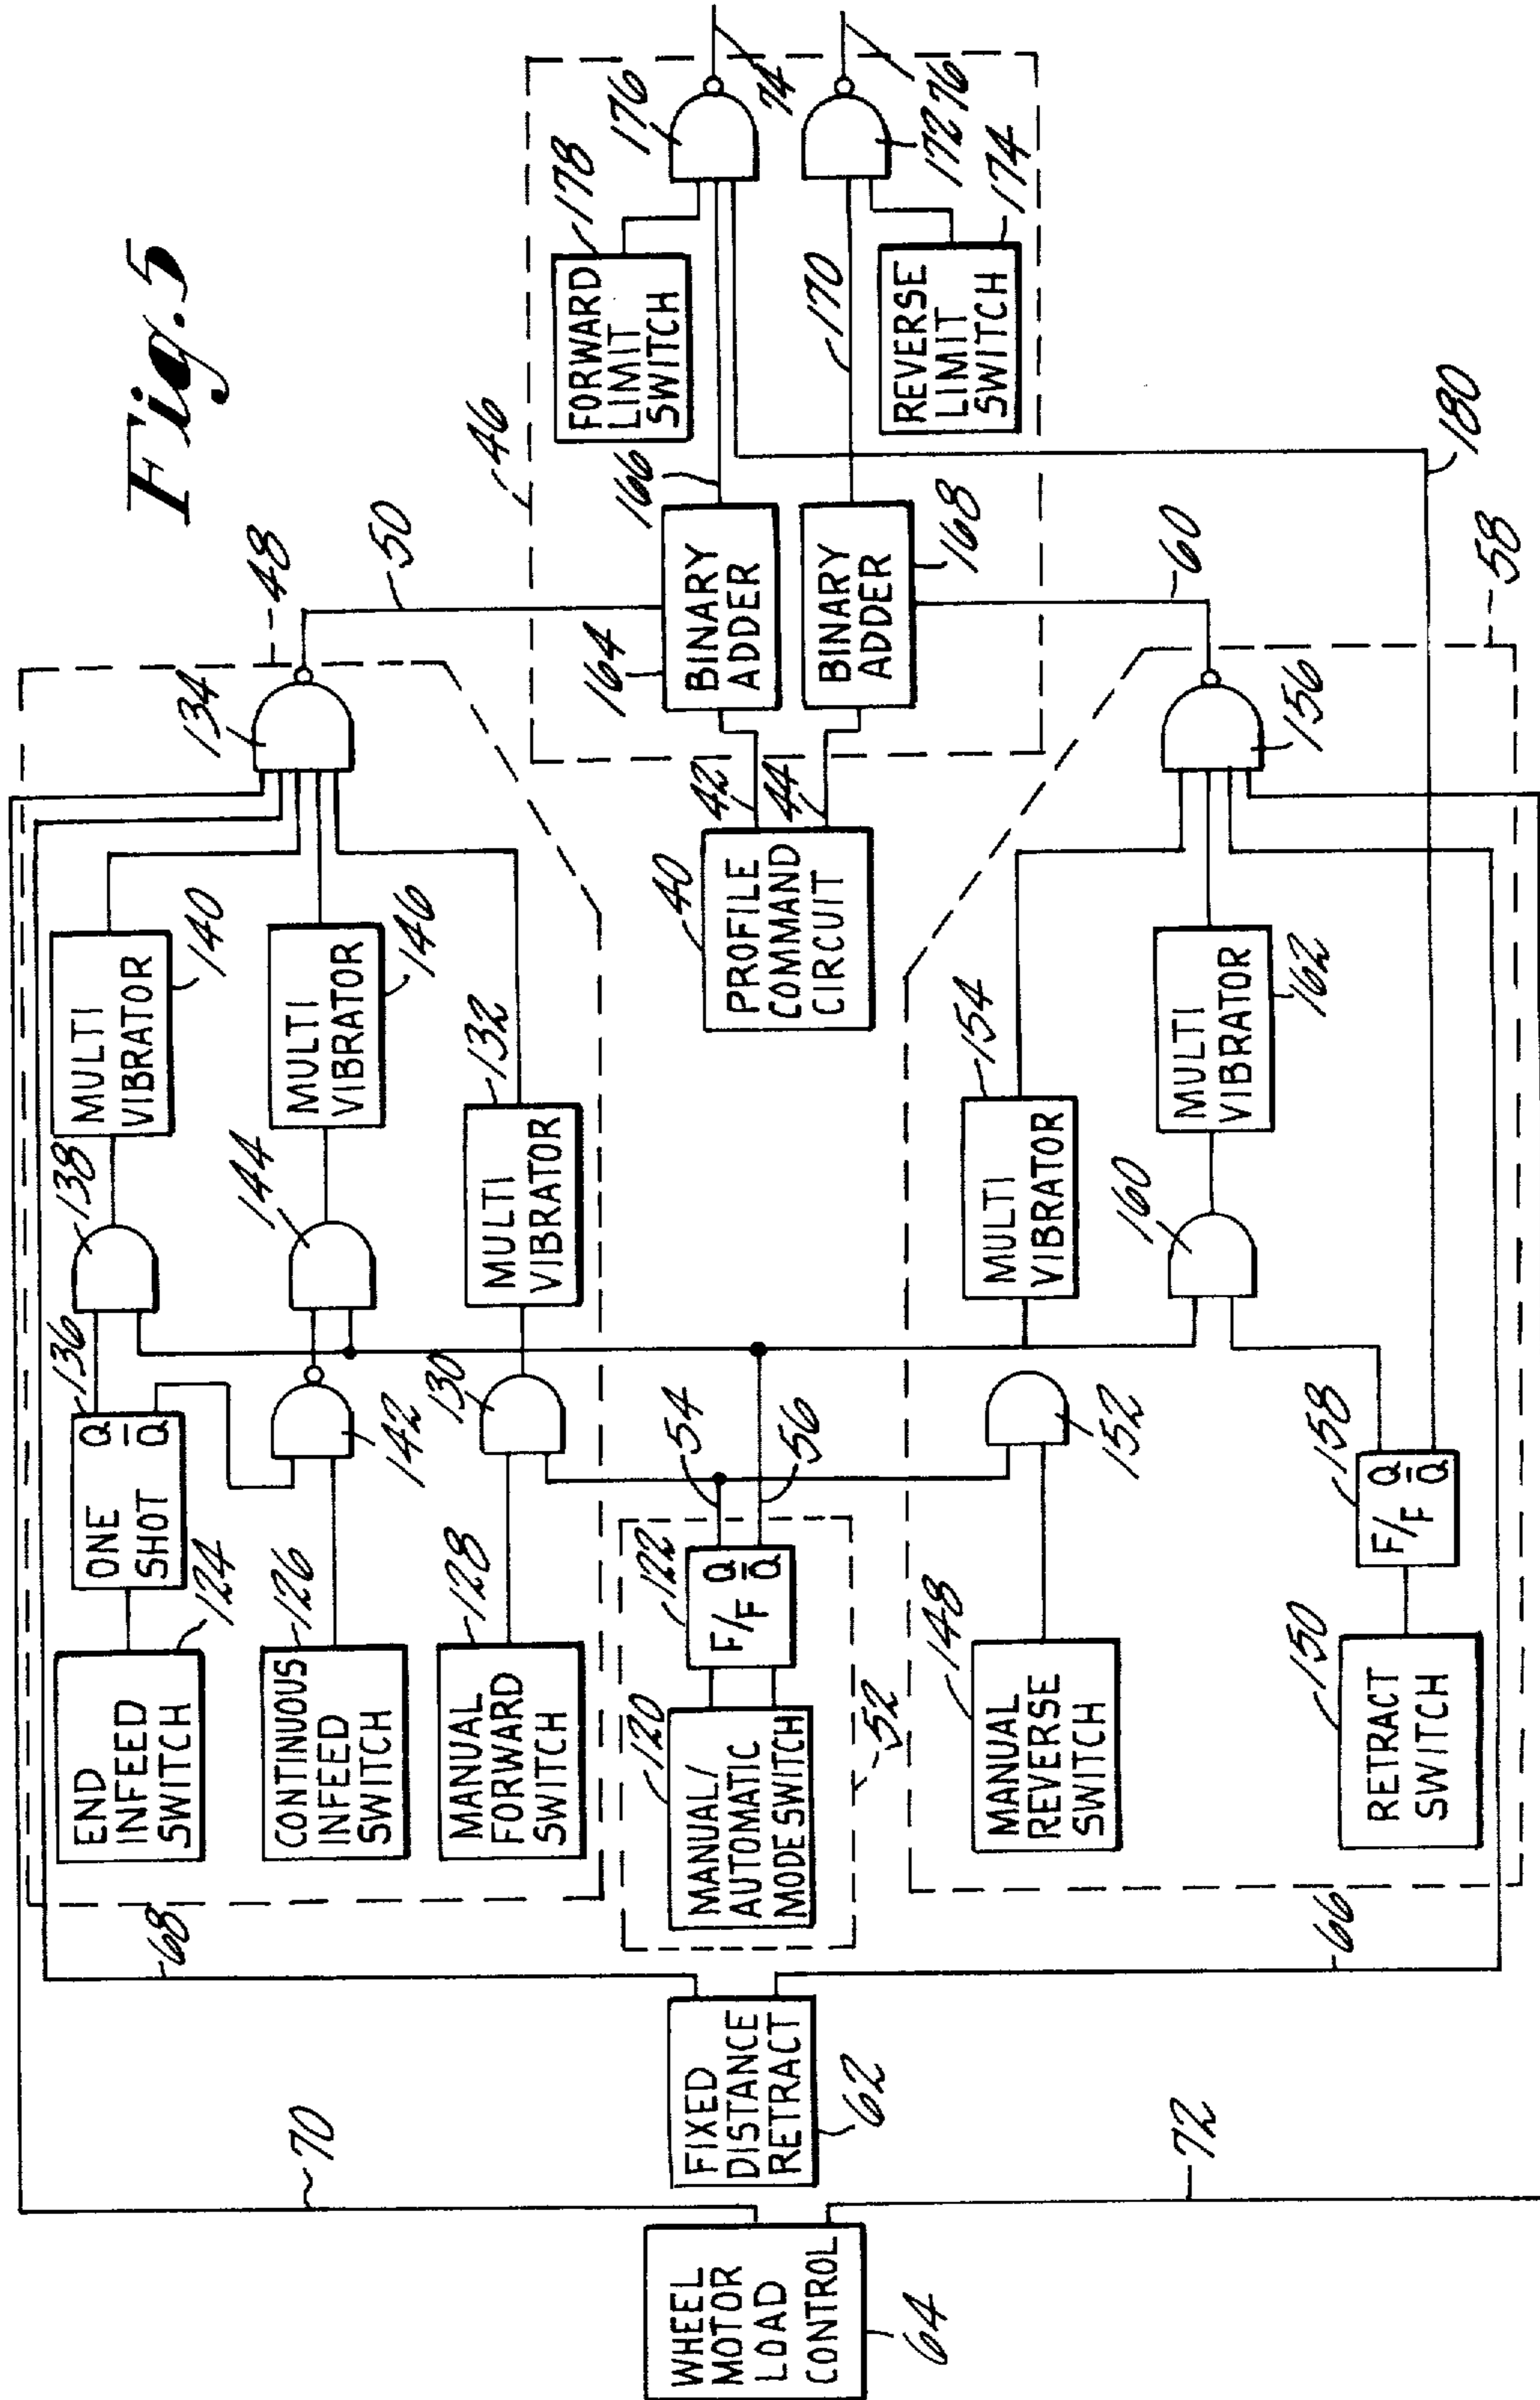 Fig. 5
WHEEL
MOTOR
LOAD
CONTROL
64
70
72
FIXED
DISTANCE
RETRACT
62
68
66
END
INFEED
SWITCH
124
ONE
SHOT
Q
Q̅
136
138
MULTI
VIBRATOR
140
134
48
50
CONTINUOUS
INFEED
SWITCH
126
142
144
MULTI
VIBRATOR
146
MANUAL
FORWARD
SWITCH
128
130
MULTI
VIBRATOR
132
MANUAL/
AUTOMATIC
MODE SWITCH
120
F/F
Q
Q̅
122
52
54
56
PROFILE
COMMAND
CIRCUIT
40
42
44
BINARY
ADDER
164
166
BINARY
ADDER
168
170
46
FORWARD
LIMIT
SWITCH
178
176
74
REVERSE
LIMIT
SWITCH
174
172
76
MANUAL
REVERSE
SWITCH
148
152
MULTI
VIBRATOR
154
RETRACT
SWITCH
150
F/F
Q
Q̅
158
160
MULTI
VIBRATOR
162
156
60
58
180